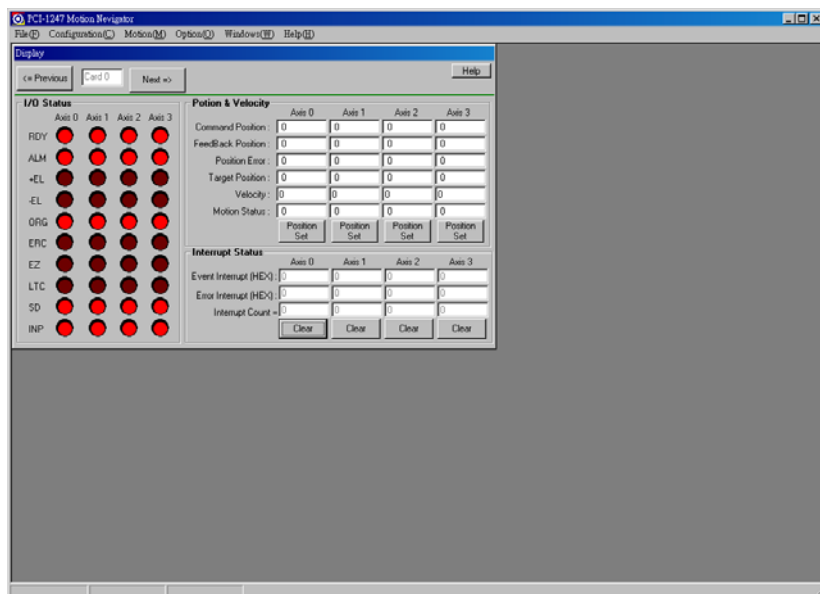 PCI-1247 Motion Nevigator
File(F) Configuration(C) Motion(M) Option(O) Windows(W) Help(H)
Display
<= Previous Card 0 Next => Help
I/O Status
Axis 0 Axis 1 Axis 2 Axis 3
RDY
ALM
+EL
-EL
ORG
ERC
EZ
LTC
SD
INP
Potion & Velocity
Axis 0 Axis 1 Axis 2 Axis 3
Command Position : 0 0 0 0
FeedBack Position : 0 0 0 0
Position Error : 0 0 0 0
Target Position : 0 0 0 0
Velocity : 0 0 0 0
Motion Status : 0 0 0 0
Position Set Position Set Position Set Position Set
Interrupt Status
Axis 0 Axis 1 Axis 2 Axis 3
Event Interrupt (HEX) : 0 0 0 0
Error Interrupt (HEX) : 0 0 0 0
Interrupt Count = 0 0 0 0
Clear Clear Clear Clear